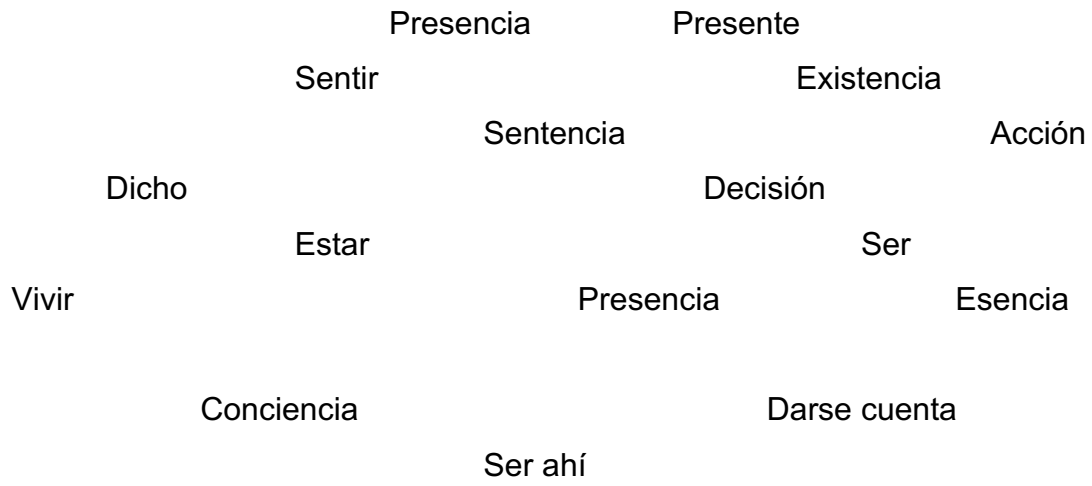 Presencia Presente
Sentir Existencia
Sentencia Acción
Dicho Decisión
Estar Ser
Vivir Presencia Esencia
Conciencia Darse cuenta
Ser ahí